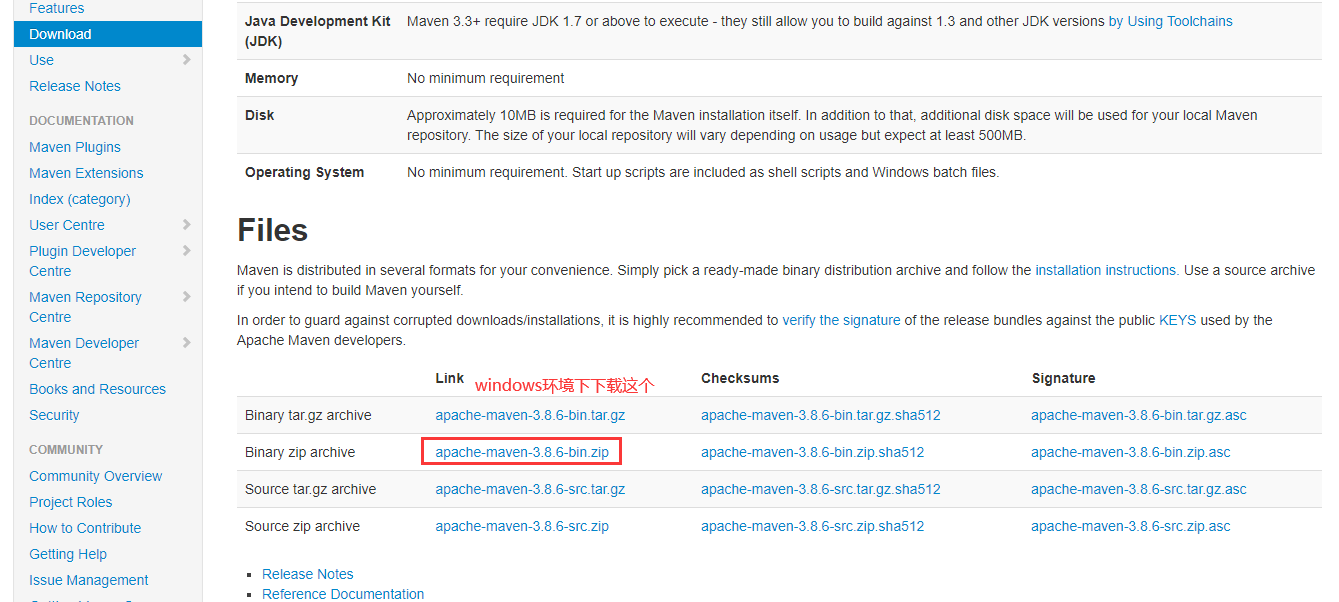 Features
Download
Use
Release Notes
DOCUMENTATION
Maven Plugins
Maven Extensions
Index (category)
User Centre
Plugin Developer
Centre
Maven Repository
Centre
Maven Developer
Centre
Books and Resources
Security
COMMUNITY
Community Overview
Project Roles
How to Contribute
Getting Help
Issue Management
Java Development Kit
(JDK)
Maven 3.3+ require JDK 1.7 or above to execute - they still allow you to build against 1.3 and other JDK versions by Using Toolchains
Memory
No minimum requirement
Disk
Approximately 10MB is required for the Maven installation itself. In addition to that, additional disk space will be used for your local Maven
repository. The size of your local repository will vary depending on usage but expect at least 500MB.
Operating System
No minimum requirement. Start up scripts are included as shell scripts and Windows batch files.
Files
Maven is distributed in several formats for your convenience. Simply pick a ready-made binary distribution archive and follow the installation instructions. Use a source archive
if you intend to build Maven yourself.
In order to guard against corrupted downloads/installations, it is highly recommended to verify the signature of the release bundles against the public KEYS used by the
Apache Maven developers.
Link windows环境下下载这个 Checksums Signature
Binary tar.gz archive apache-maven-3.8.6-bin.tar.gz apache-maven-3.8.6-bin.tar.gz.sha512 apache-maven-3.8.6-bin.tar.gz.asc
Binary zip archive apache-maven-3.8.6-bin.zip apache-maven-3.8.6-bin.zip.sha512 apache-maven-3.8.6-bin.zip.asc
Source tar.gz archive apache-maven-3.8.6-src.tar.gz apache-maven-3.8.6-src.tar.gz.sha512 apache-maven-3.8.6-src.tar.gz.asc
Source zip archive apache-maven-3.8.6-src.zip apache-maven-3.8.6-src.zip.sha512 apache-maven-3.8.6-src.zip.asc
Release Notes
Reference Documentation